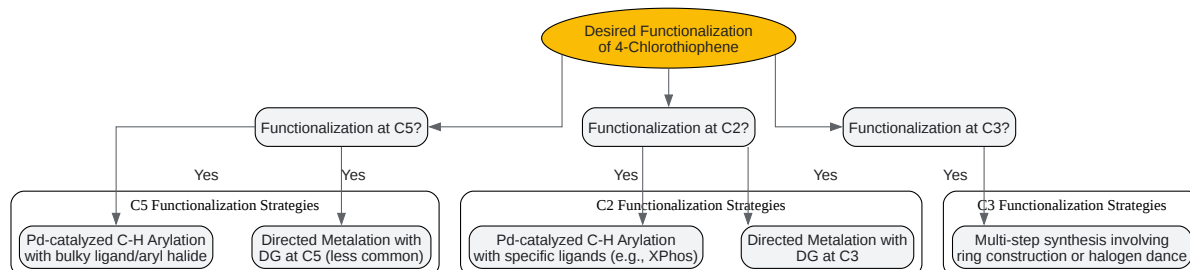 Desired Functionalization
of 4-Chlorothiophene
Functionalization at C5?
Functionalization at C2?
Functionalization at C3?
Yes
Yes
Yes
Yes
Yes
C5 Functionalization Strategies
C2 Functionalization Strategies
C3 Functionalization Strategies
Pd-catalyzed C-H Arylation
with bulky ligand/aryl halide
Directed Metalation with
DG at C5 (less common)
Pd-catalyzed C-H Arylation
with specific ligands (e.g., XPhos)
Directed Metalation with
DG at C3
Multi-step synthesis involving
ring construction or halogen dance